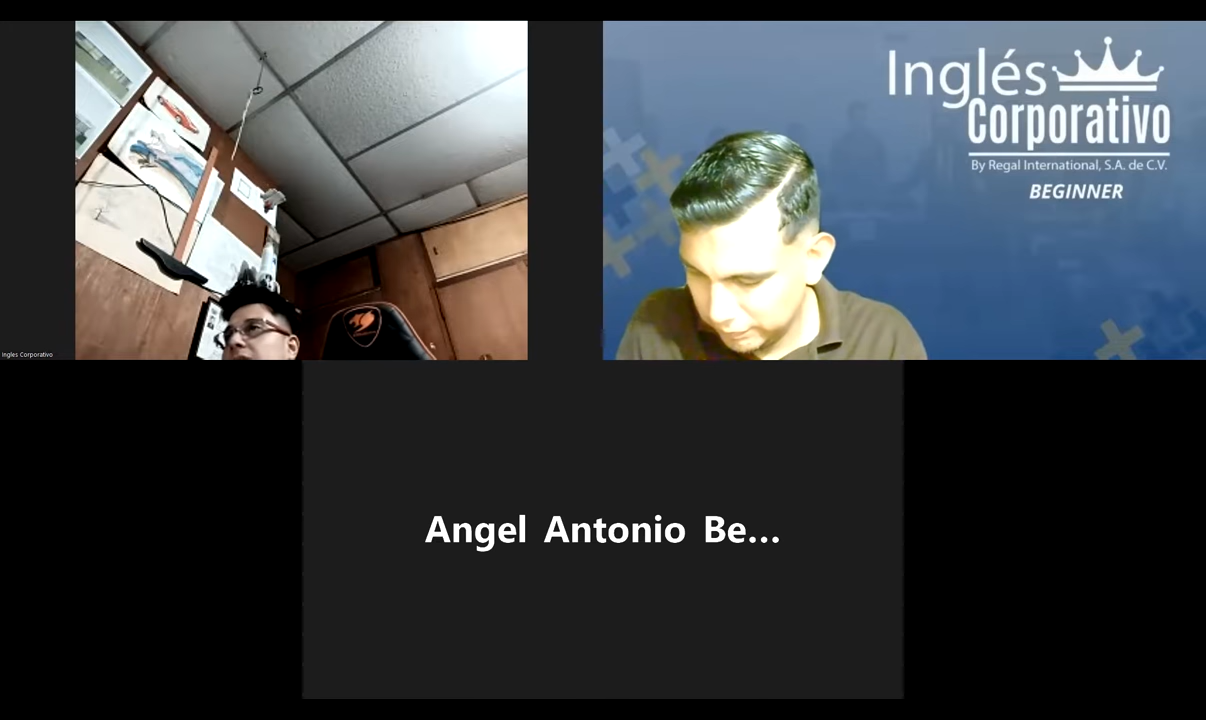 Inglés
Corporativo
By Regal International, S.A. de C.V.
BEGINNER
Ingles Corporativo
Angel Antonio Be...